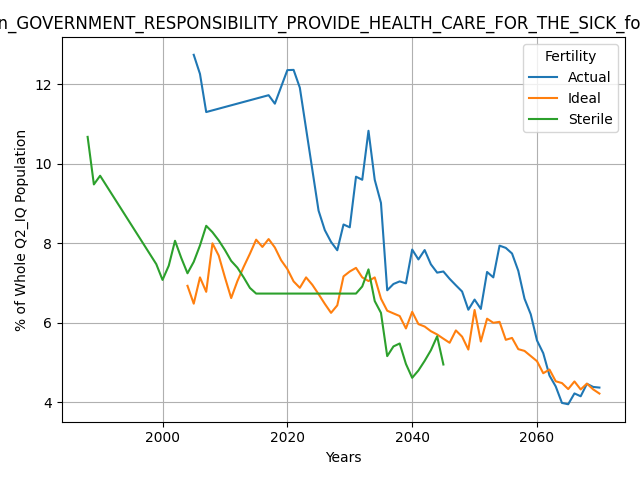 n_GOVERNMENT_RESPONSIBILITY_PROVIDE_HEALTH_CARE_FOR_THE_SICK_fo
Fertility
Actual
Ideal
Sterile
% of Whole Q2_IQ Population
12
10
8
6
4
2000
2020
2040
2060
Years